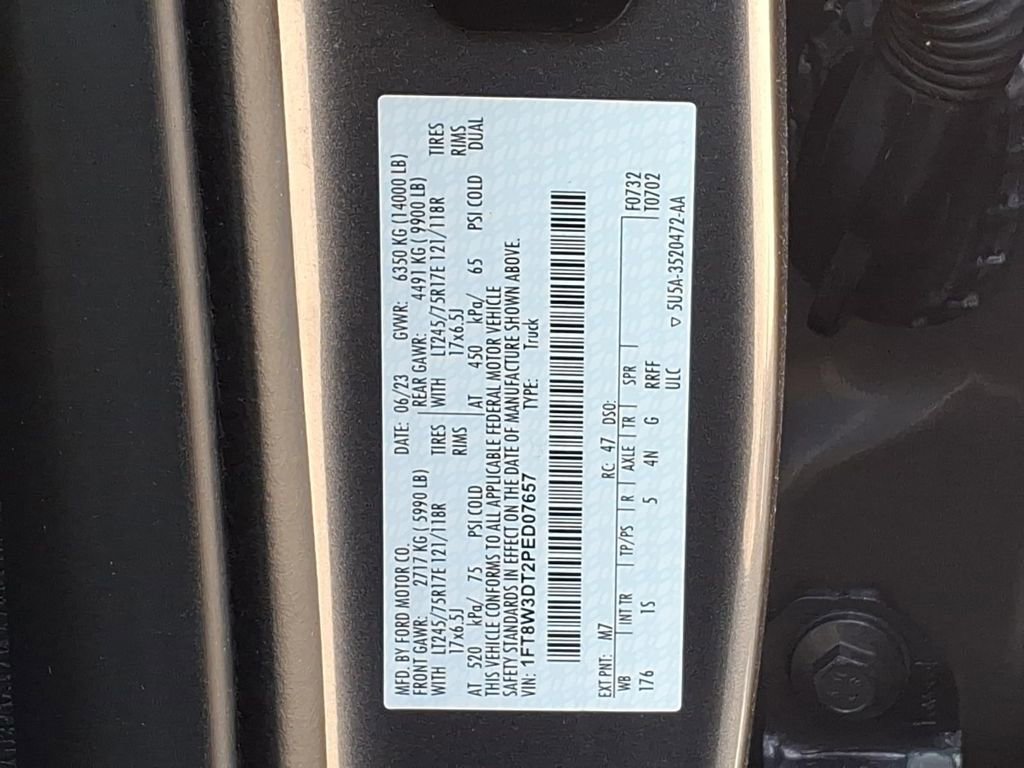 MFD. BY FORD MOTOR CO. DATE: 06/23 GVWR: 6350 KG (14000 LB)
FRONT GAWR: 2717 KG ( 5990 LB) REAR GAWR: 4491 KG ( 9900 LB)
WITH LT245/75R17E 121/118R TIRES WITH LT245/75R17E 121/118R TIRES
17x6.5J RIMS 17x6.5J RIMS
AT 520 kPa/ 75 PSI COLD AT 450 kPa/ 65 PSI COLD DUAL
THIS VEHICLE CONFORMS TO ALL APPLICABLE FEDERAL MOTOR VEHICLE
SAFETY STANDARDS IN EFFECT ON THE DATE OF MANUFACTURE SHOWN ABOVE.
VIN: 1FT8W3DT2PED07657 TYPE: Truck
EXT PNT: M7 RC: 47 DSO:
WB INT TR TP/PS R AXLE TR SPR F0732
176 1S 5 4N G RRFF T0702
ULC ▽ 5U5A-3520472-AA